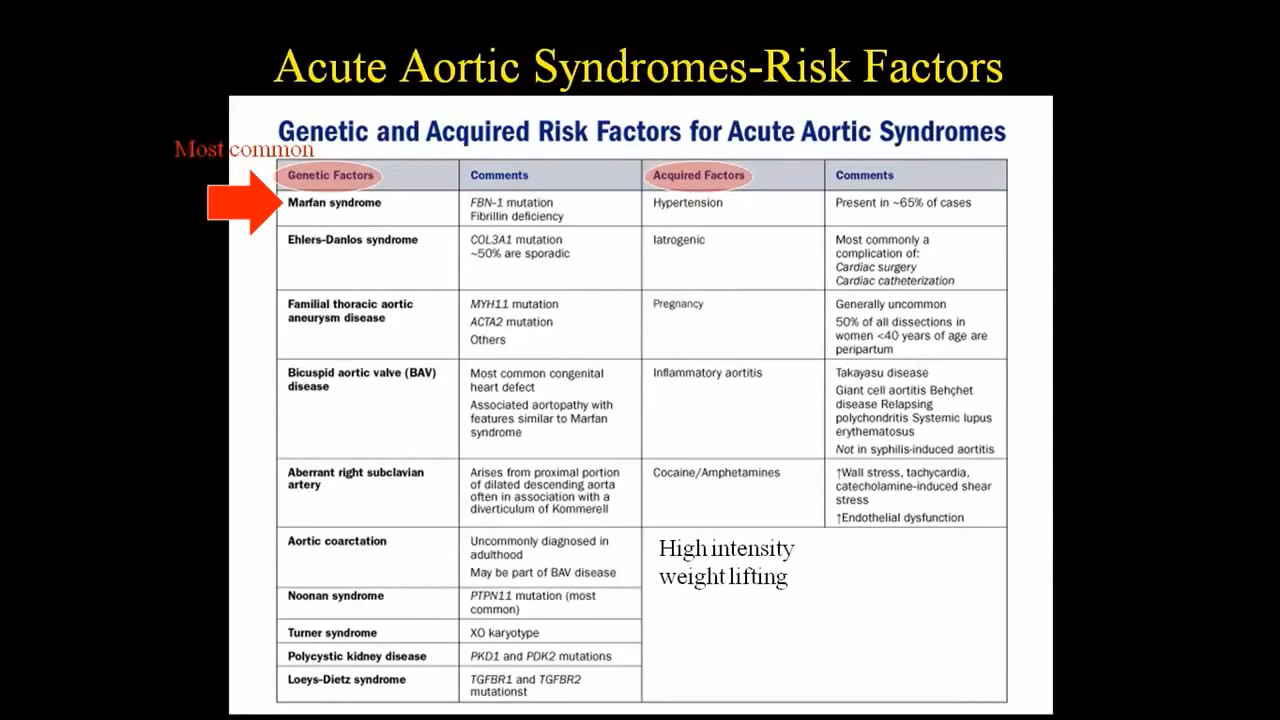 Acute Aortic Syndromes-Risk Factors
Genetic and Acquired Risk Factors for Acute Aortic Syndromes
Most common
Genetic Factors
Comments
Acquired Factors
Comments
Marfan syndrome
FBN–1 mutation
Fibrillin deficiency
Hypertension
Present in ~65% of cases
Ehlers–Danlos syndrome
COL3A1 mutation
~50% are sporadic
Iatrogenic
Most commonly a
complication of:
Cardiac surgery
Cardiac catheterization
Familial thoracic aortic
aneurysm disease
MYH11 mutation
ACTA2 mutation
Others
Pregnancy
Generally uncommon
50% of all dissections in
women <40 years of age are
peripartum
Bicuspid aortic valve (BAV)
disease
Most common congenital
heart defect
Associated aortopathy with
features similar to Marfan
syndrome
Inflammatory aortitis
Takayasu disease
Giant cell aortitis Behçhet
disease Relapsing
polychondritis Systemic lupus
erythematosus
Not in syphilis-induced aortitis
Aberrant right subclavian
artery
Arises from proximal portion
of dilated descending aorta
often in association with a
diverticulum of Kommerell
Cocaine/Amphetamines
↑Wall stress, tachycardia,
catecholamine-induced shear
stress
↑Endothelial dysfunction
Aortic coarctation
Uncommonly diagnosed in
adulthood
May be part of BAV disease
High intensity
weight lifting
Noonan syndrome
PTPN11 mutation (most
common)
Turner syndrome
XO karyotype
Polycystic kidney disease
PKD1 and PDK2 mutations
Loeys–Dietz syndrome
TGFBR1 and TGFBR2
mutationst